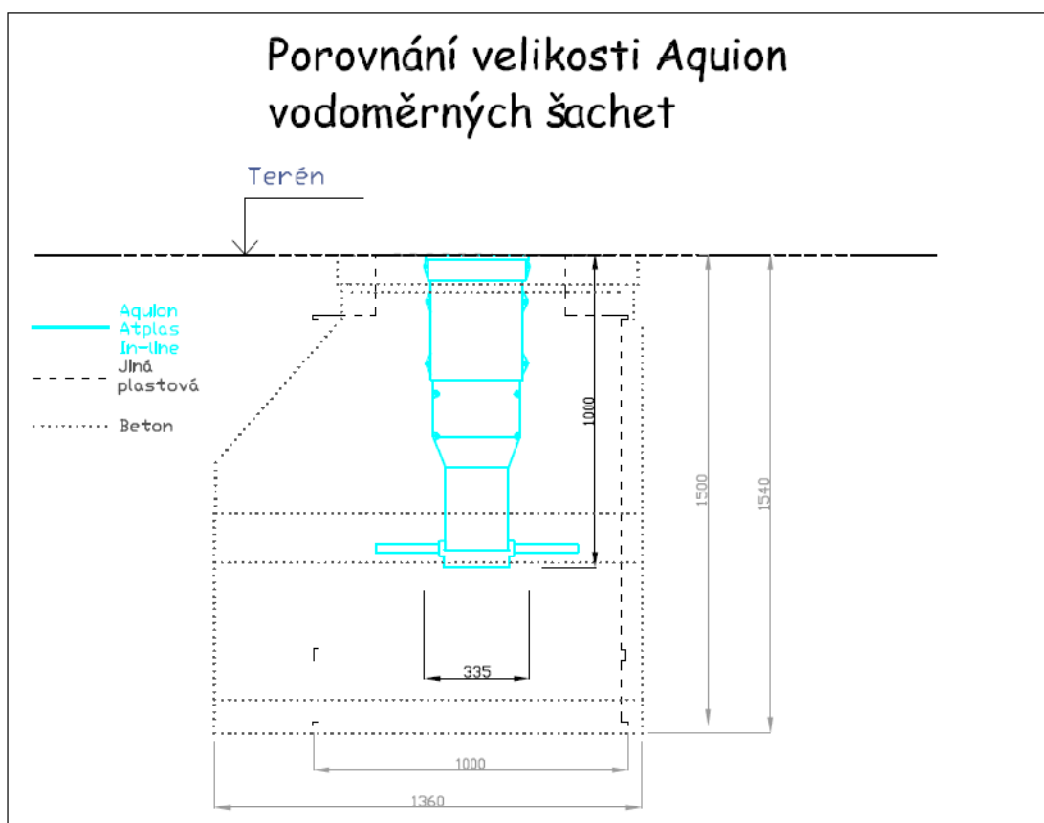 Porovnání velikosti Aquion
vodoměrných šachet
Terén
Aquion
Atplas
In-line
Jiná
plastová
Beton
1000
1500
1540
335
1000
1360